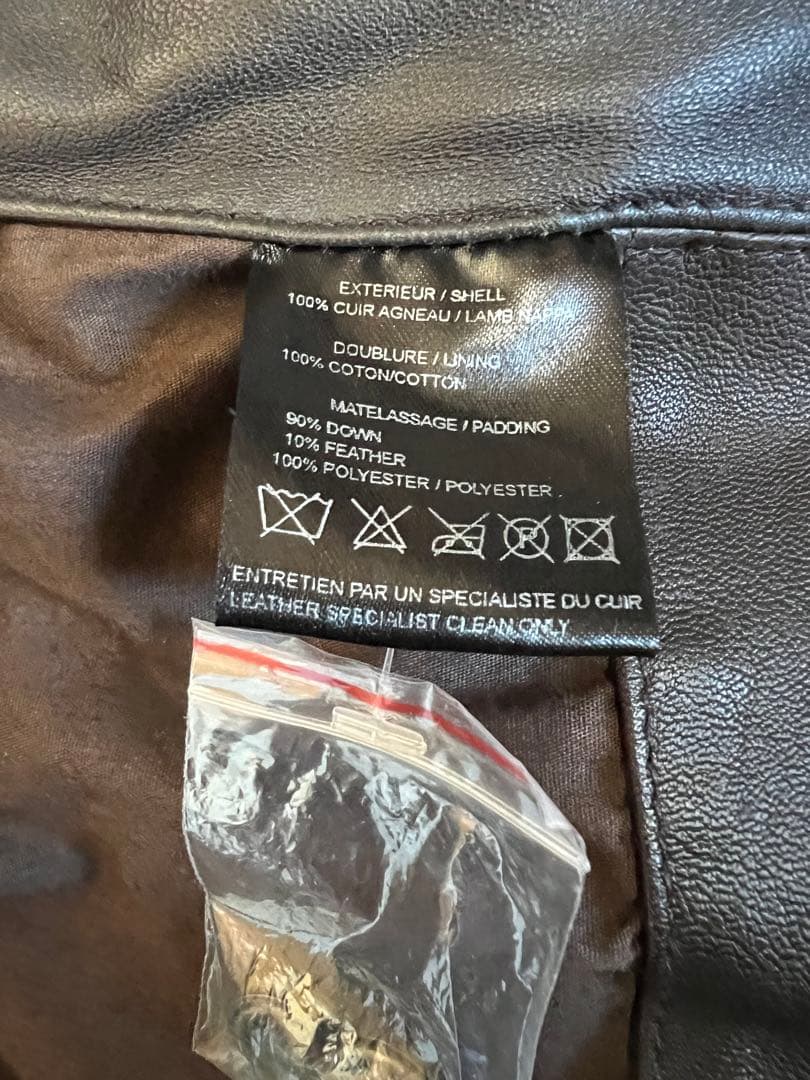 EXTERIEUR / SHELL
100% CUIR AGNEAU / LAMB NAPPA
DOUBLURE / LINING
100% COTON/COTTON
MATELASSAGE / PADDING
90% DOWN
10% FEATHER
100% POLYESTER / POLYESTER
P
ENTRETIEN PAR UN SPECIALISTE DU CUIR
LEATHER SPECIALIST CLEAN ONLY